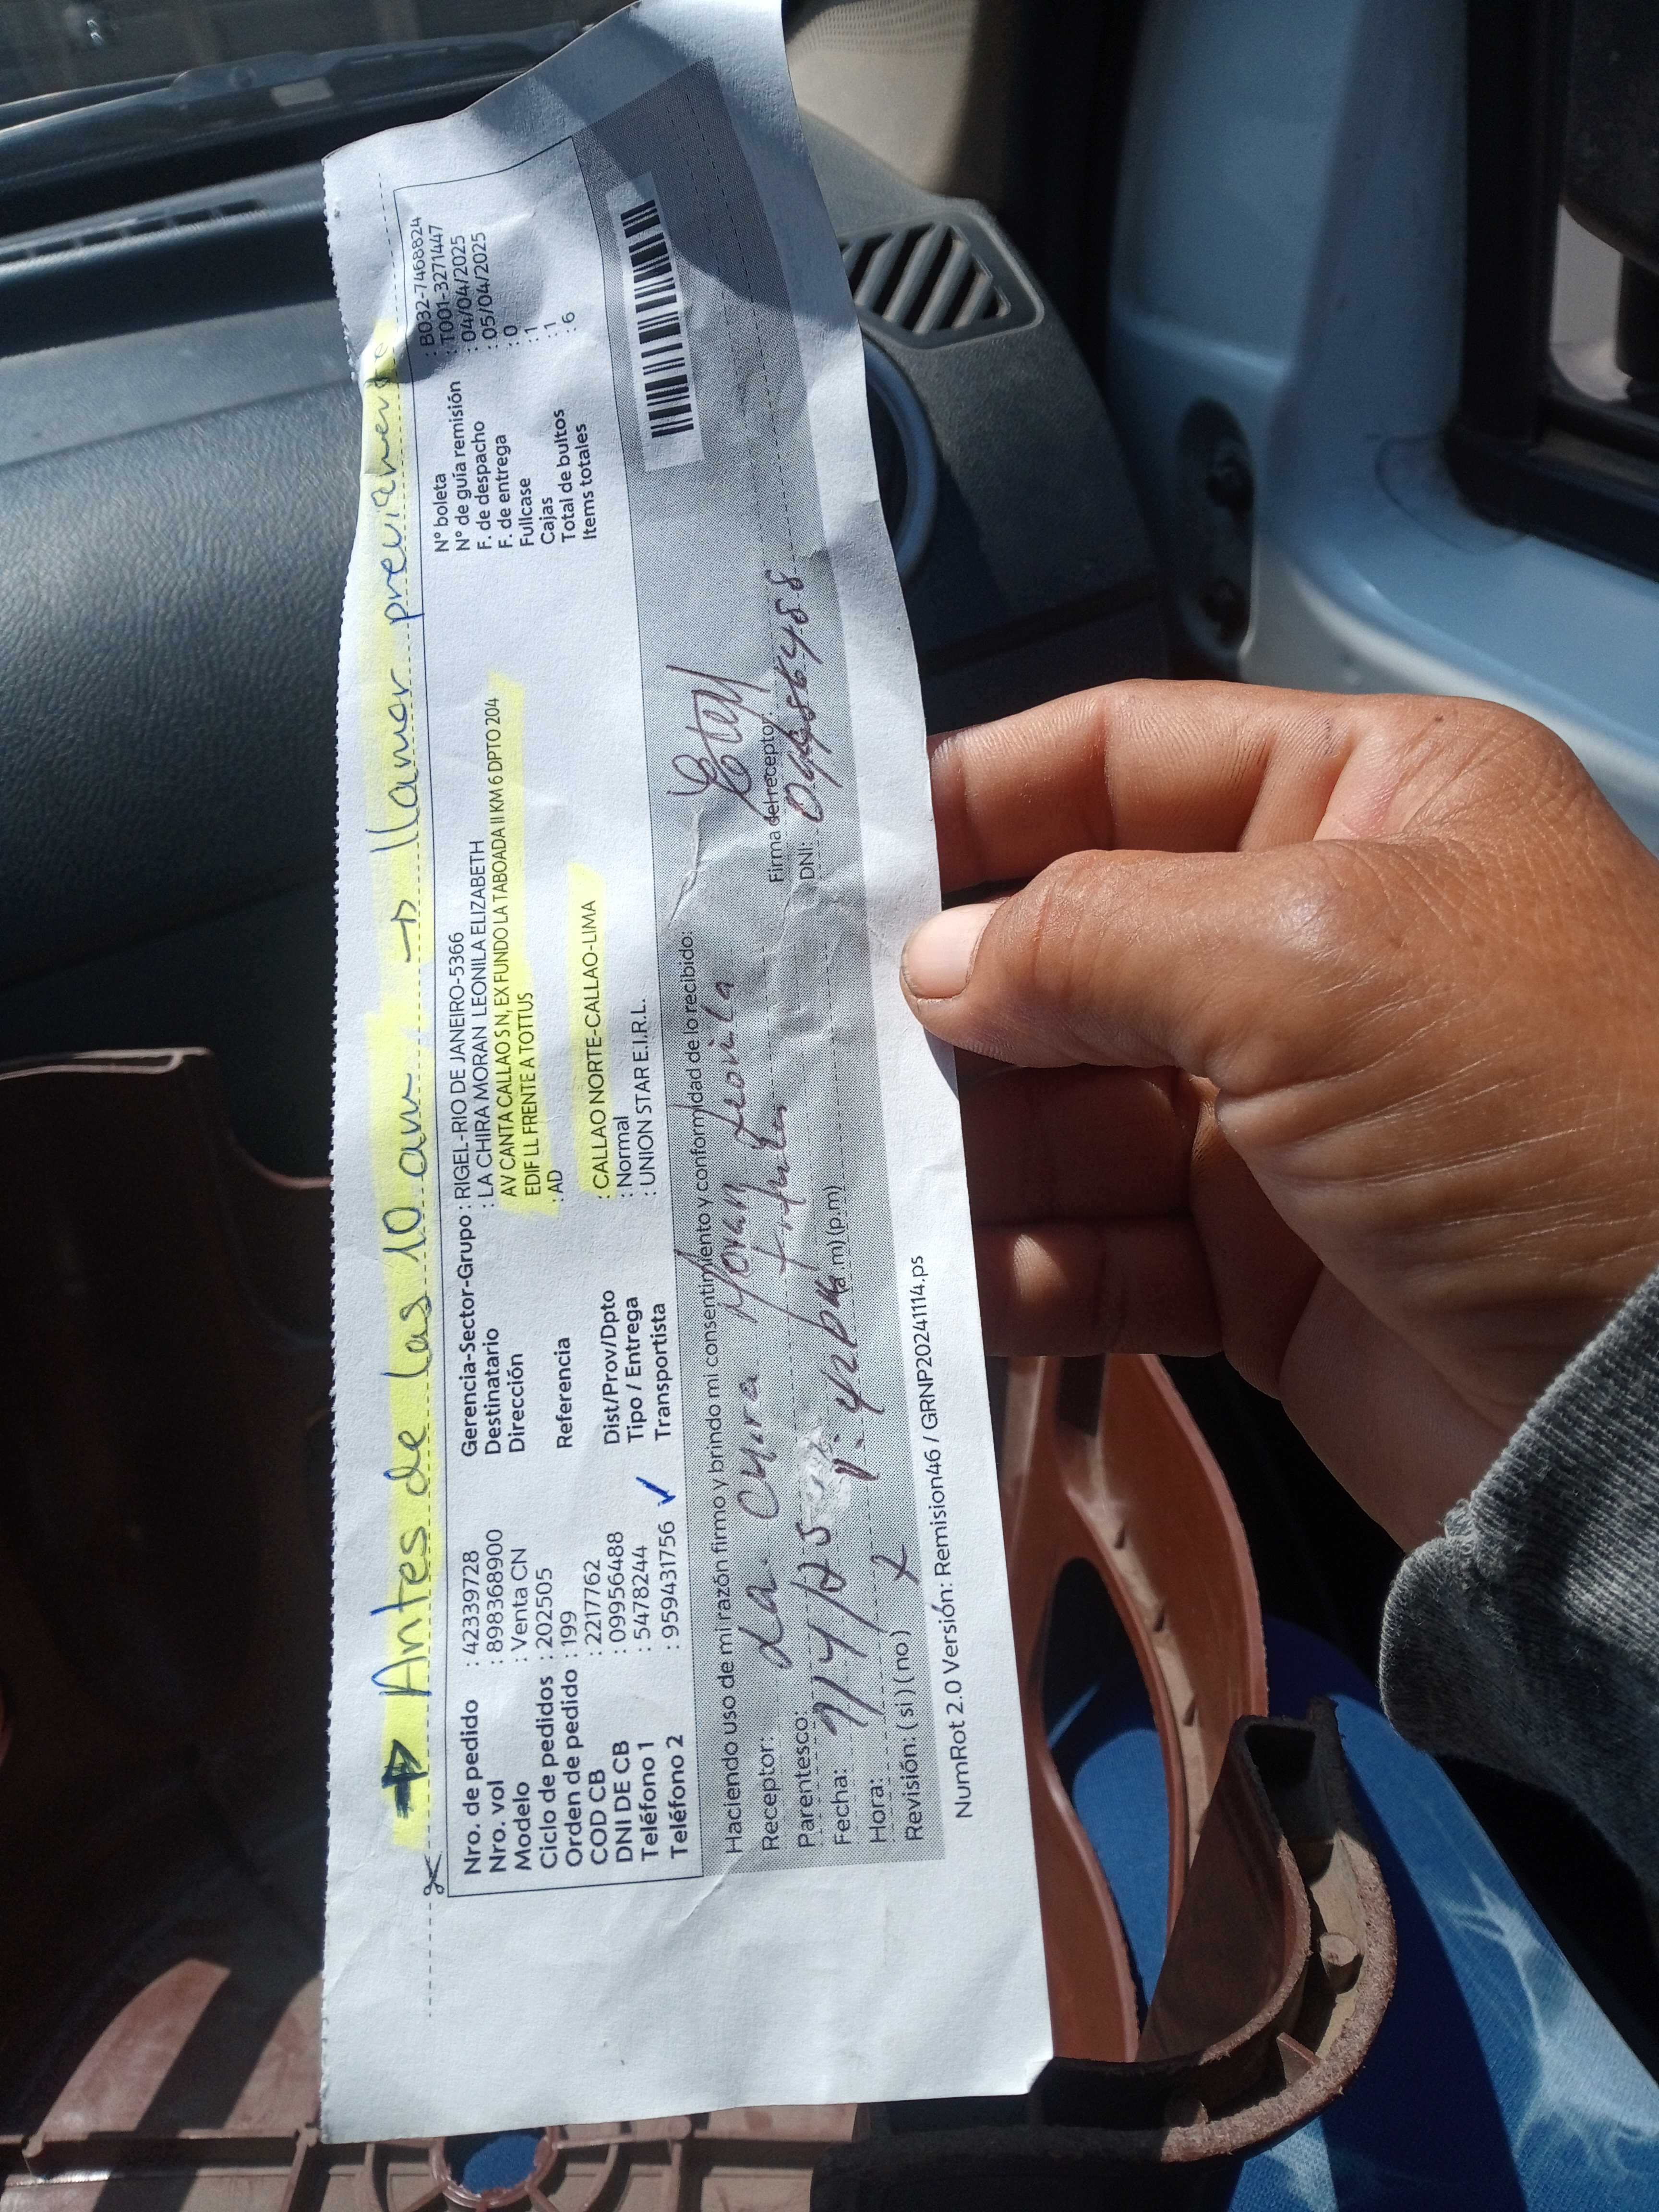 → Antes de las 10 am → llamar previamente
Nro. de pedido : 42339728
Nro. vol : 898368900
Modelo : Venta CN
Ciclo de pedidos : 202505
Orden de pedido : 199
COD CB : 2217762
DNI DE CB : 09956488
Teléfono 1 : 5478244
Teléfono 2 : 959431756 ✓
Gerencia-Sector-Grupo : RIGEL-RIO DE JANEIRO-5366
Destinatario : LA CHIRA MORAN LEONILA ELIZABETH
Dirección AV CANTA CALLAO S N, EX FUNDO LA TABOADA II KM 6 DPTO 204
EDIF LL FRENTE A TOTTUS
Referencia : AD
Dist/Prov/Dpto : CALLAO NORTE-CALLAO-LIMA
Tipo / Entrega : Normal
Transportista : UNION STAR E.I.R.L.
N° boleta : B032-7468824
N° de guía remisión : T001-3271447
F. de despacho : 04/04/2025
F. de entrega : 05/04/2025
Fullcase : 0
Cajas : 1
Total de bultos : 1
Items totales : 6
Haciendo uso de mi razón firmo y brindo mi consentimiento y conformidad de lo recibido:
Receptor: La Chira Moran Leonila
Parentesco: titular
Fecha: 7/4/25
Hora: (a.m) (p.m)
Revisión: ( si ) ( no ) x
Firma del receptor
DNI:
NumRot 2.0 Versión: Remision46 / GRNP20241114.ps